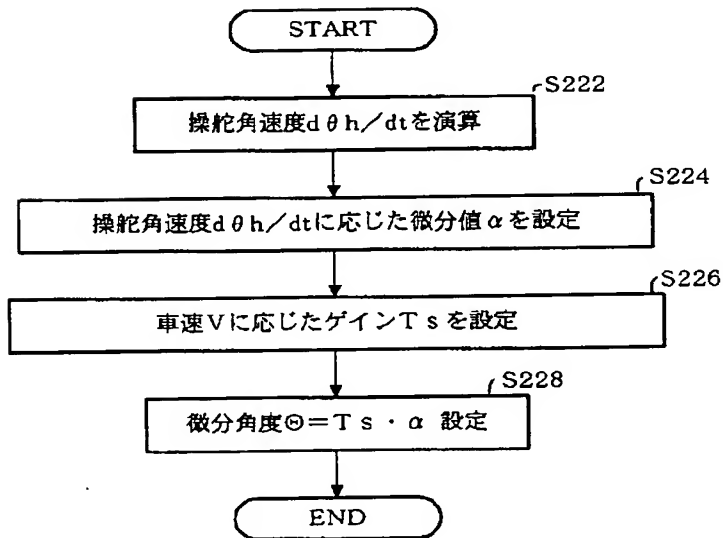 START
S222
操舵角速度dθh/dtを演算
S224
操舵角速度dθh/dtに応じた微分値αを設定
S226
車速Vに応じたゲインTsを設定
S228
微分角度Θ=Ts・α 設定
END